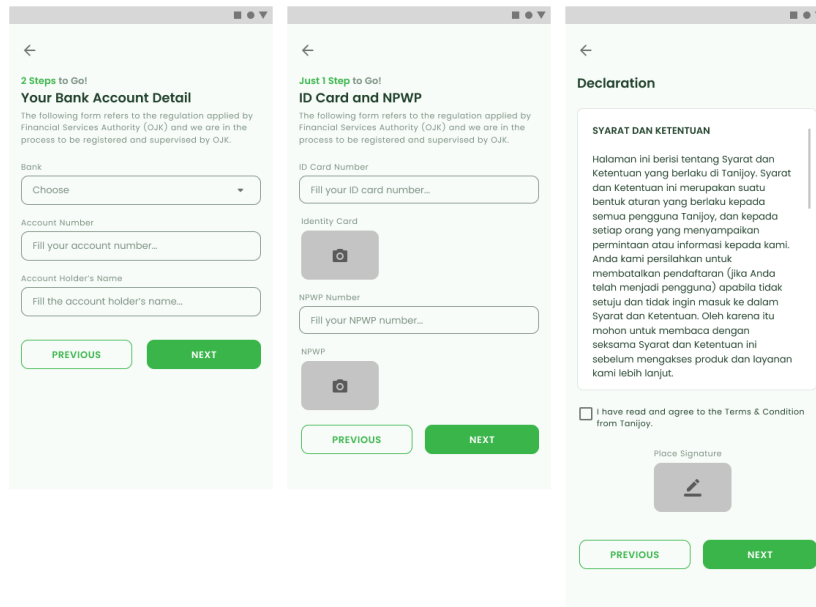 2 Steps to Go!
Your Bank Account Detail
The following form refers to the regulation applied by
Financial Services Authority (OJK) and we are in the
process to be registered and supervised by OJK.
Bank
Choose
Account Number
Fill your account number...
Account Holder's Name
Fill the account holder's name...
PREVIOUS
NEXT
Just 1 Step to Go!
ID Card and NPWP
The following form refers to the regulation applied by
Financial Services Authority (OJK) and we are in the
process to be registered and supervised by OJK.
ID Card Number
Fill your ID card number...
Identity Card
NPWP Number
Fill your NPWP number...
NPWP
PREVIOUS
NEXT
Declaration
SYARAT DAN KETENTUAN
Halaman ini berisi tentang Syarat dan
Ketentuan yang berlaku di Tanijoy. Syarat
dan Ketentuan ini merupakan suatu
bentuk aturan yang berlaku kepada
semua pengguna Tanijoy, dan kepada
setiap orang yang menyampaikan
permintaan atau informasi kepada kami.
Anda kami persilahkan untuk
membatalkan pendaftaran (jika Anda
telah menjadi pengguna) apabila tidak
setuju dan tidak ingin masuk ke dalam
Syarat dan Ketentuan. Oleh karena itu
mohon untuk membaca dengan
seksama Syarat dan Ketentuan ini
sebelum mengakses produk dan layanan
kami lebih lanjut.
I have read and agree to the Terms & Condition
from Tanijoy.
Place Signature
PREVIOUS
NEXT